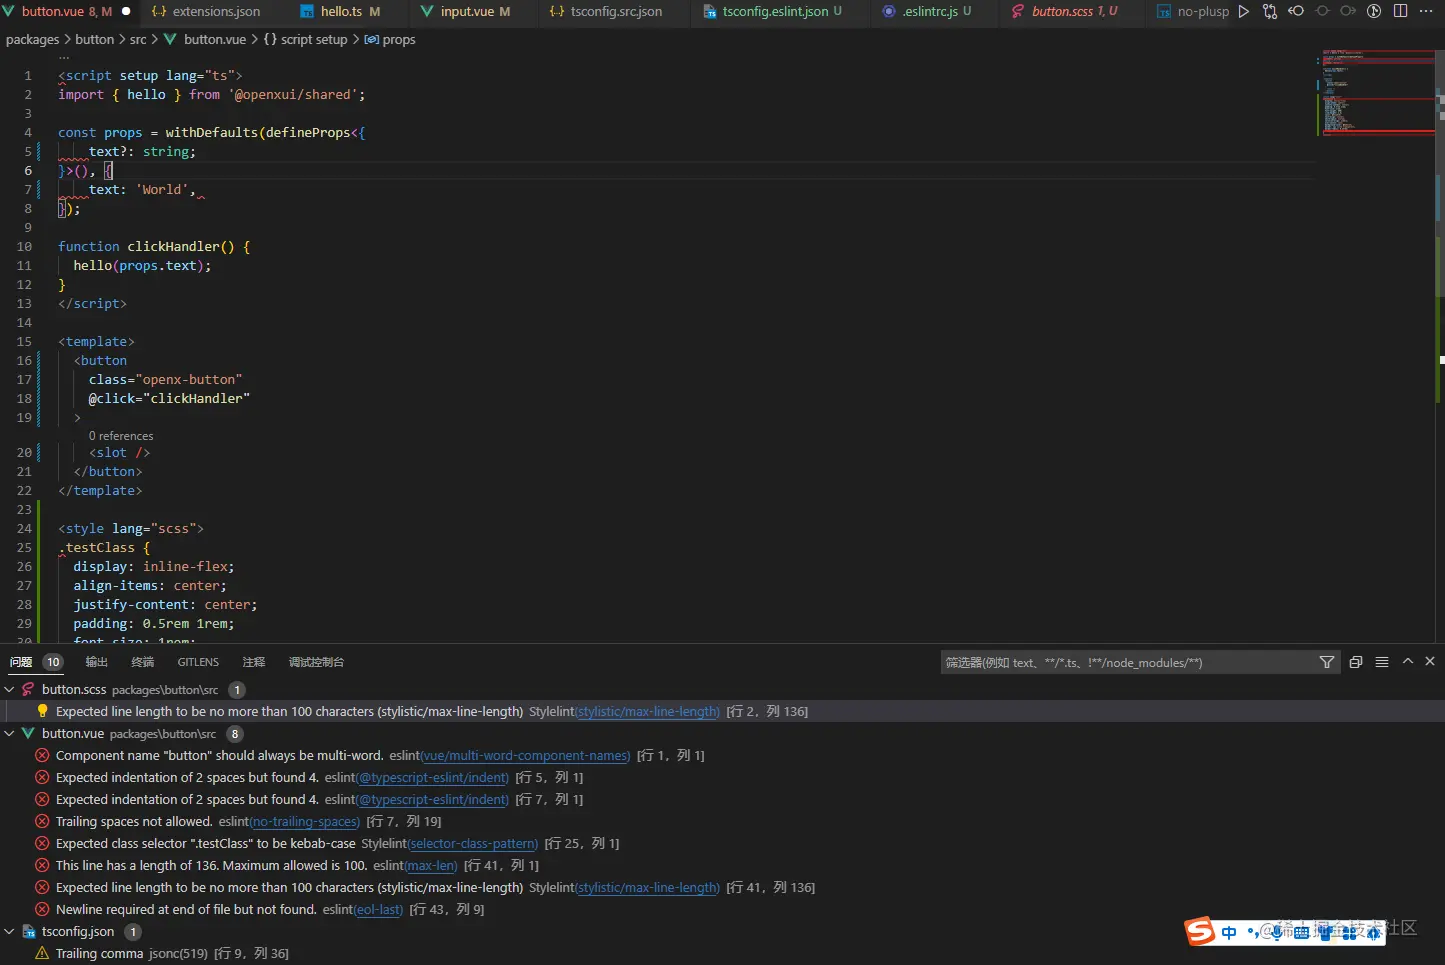 button.vue 8, M
extensions.json
hello.ts M
input.vue M
tsconfig.src.json
tsconfig.eslint.json U
.eslintrc.js U
button.scss 1, U
no-plusp
packages > button > src > button.vue > {} script setup > props
...
1 <script setup lang="ts">
2 import { hello } from '@openxui/shared';
3
4 const props = withDefaults(defineProps<{
5 text?: string;
6 }>(), {
7 text: 'World',
8 });
9
10 function clickHandler() {
11 hello(props.text);
12 }
13 </script>
14
15 <template>
16 <button
17 class="openx-button"
18 @click="clickHandler"
19 >
0 references
20 <slot />
21 </button>
22 </template>
23
24 <style lang="scss">
25 .testClass {
26 display: inline-flex;
27 align-items: center;
28 justify-content: center;
29 padding: 0.5rem 1rem;
30 font-size: 1rem;
问题 10 输出 终端 GITLENS 注释 调试控制台
筛选器(例如 text、**/*.ts、!**/node_modules/**)
button.scss packages\button\src 1
Expected line length to be no more than 100 characters (stylistic/max-line-length) Stylelint(stylistic/max-line-length) [行 2，列 136]
button.vue packages\button\src 8
Component name "button" should always be multi-word. eslint(vue/multi-word-component-names) [行 1，列 1]
Expected indentation of 2 spaces but found 4. eslint(@typescript-eslint/indent) [行 5，列 1]
Expected indentation of 2 spaces but found 4. eslint(@typescript-eslint/indent) [行 7，列 1]
Trailing spaces not allowed. eslint(no-trailing-spaces) [行 7，列 19]
Expected class selector ".testClass" to be kebab-case Stylelint(selector-class-pattern) [行 25，列 1]
This line has a length of 136. Maximum allowed is 100. eslint(max-len) [行 41，列 1]
Expected line length to be no more than 100 characters (stylistic/max-line-length) Stylelint(stylistic/max-line-length) [行 41，列 136]
Newline required at end of file but not found. eslint(eol-last) [行 43，列 9]
tsconfig.json 1
Trailing comma jsonc(519) [行 9，列 36]
中
@稀土掘金技术社区